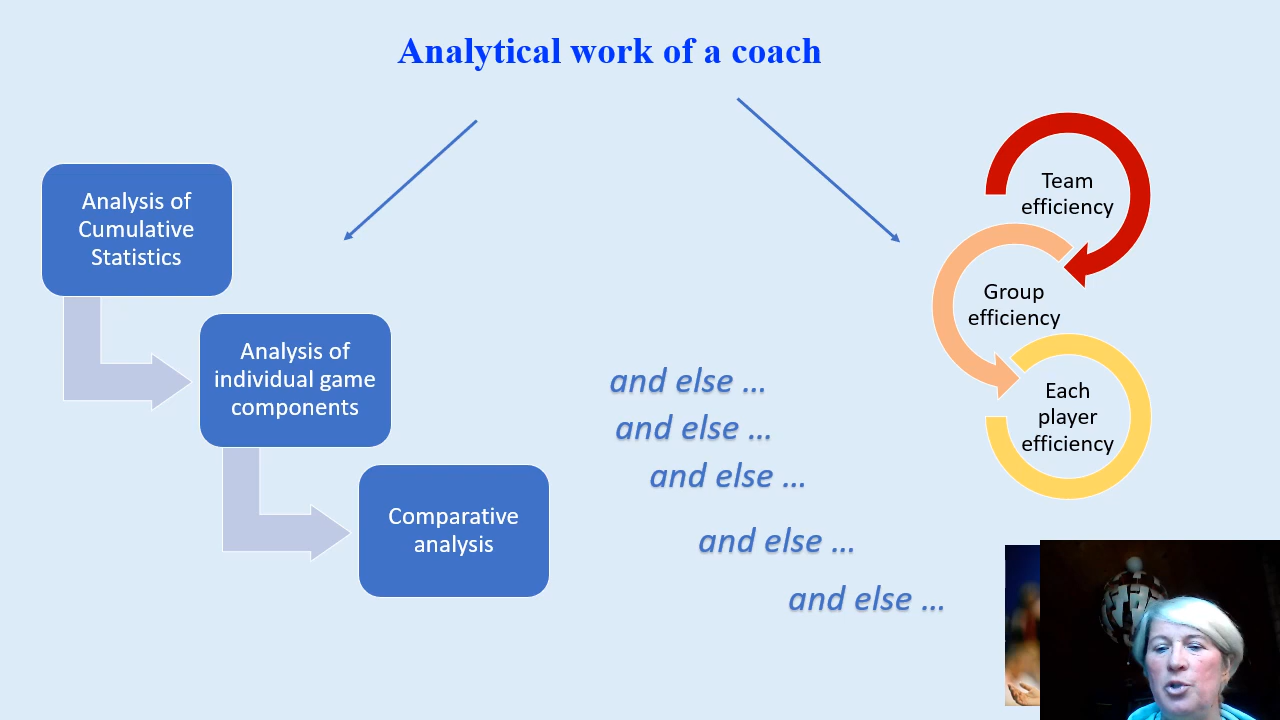 Analytical work of a coach
Analysis of
Cumulative
Statistics
Analysis of
individual game
components
Comparative
analysis
and else ...
and else ...
and else ...
and else ...
and else ...
Team
efficiency
Group
efficiency
Each
player
efficiency